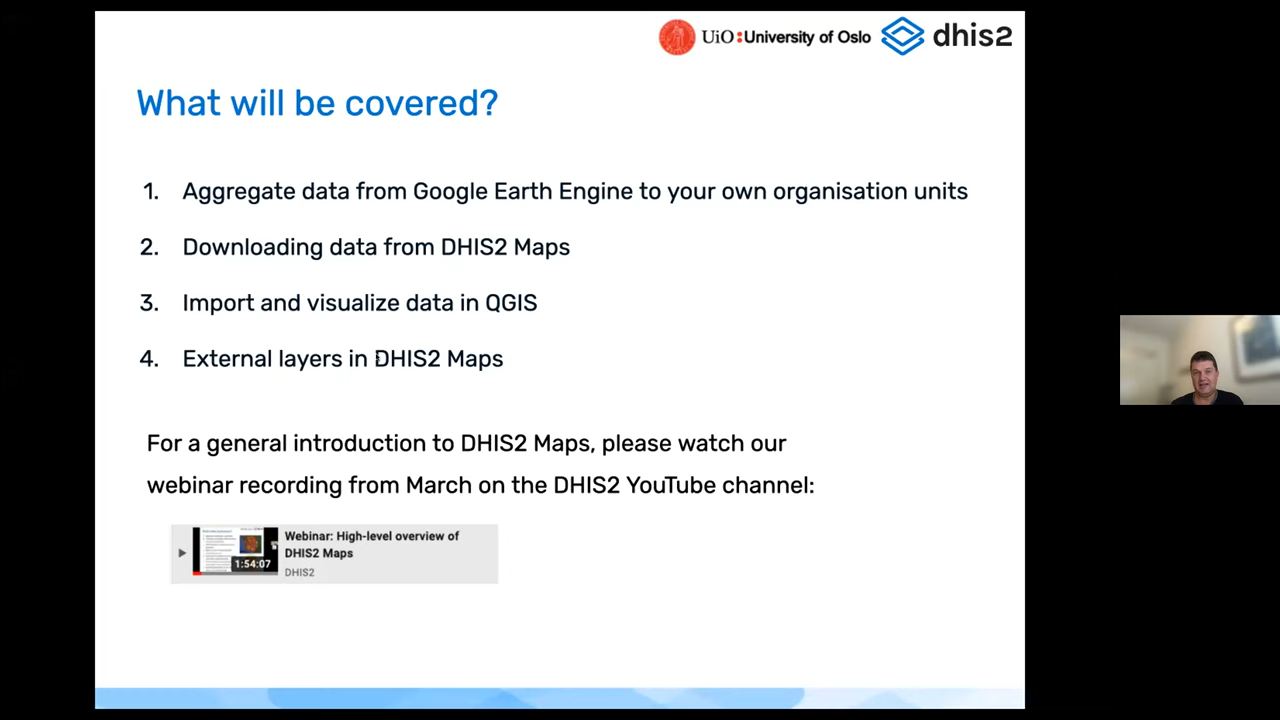 UiO:University of Oslo dhis2
What will be covered?
1. Aggregate data from Google Earth Engine to your own organisation units
2. Downloading data from DHIS2 Maps
3. Import and visualize data in QGIS
4. External layers in DHIS2 Maps
For a general introduction to DHIS2 Maps, please watch our
webinar recording from March on the DHIS2 YouTube channel:
Webinar: High-level overview of
DHIS2 Maps
1:54:07
DHIS2